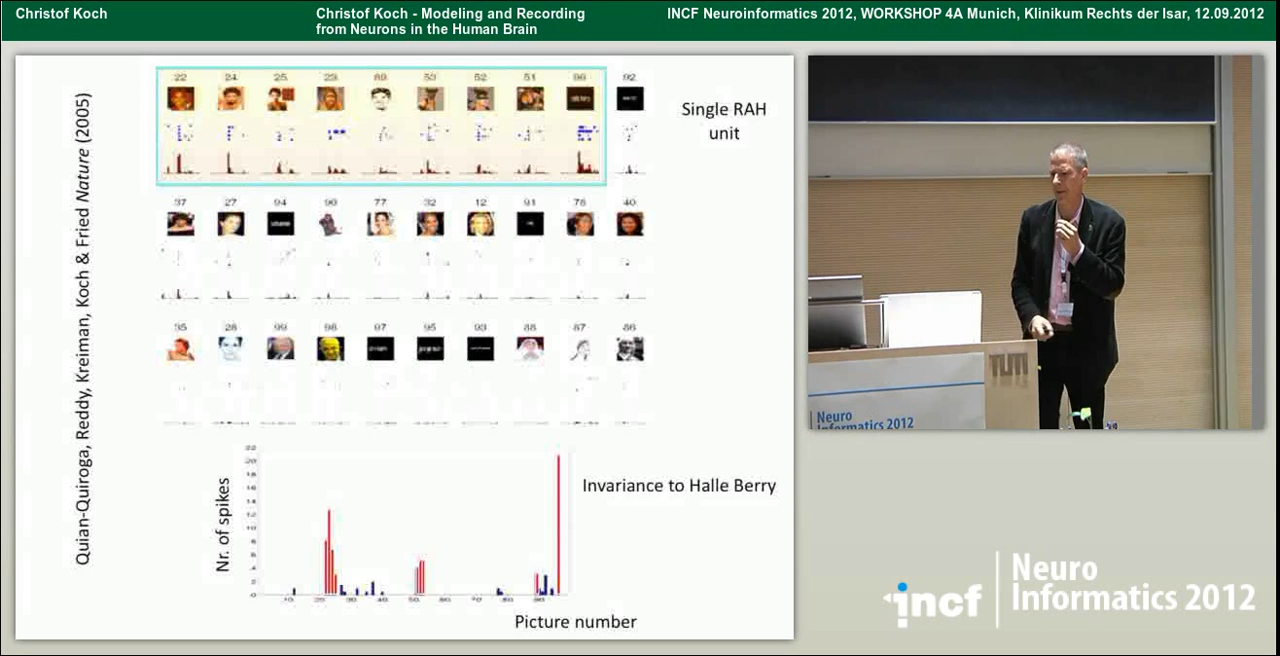 Christof Koch
Christof Koch - Modeling and Recording
from Neurons in the Human Brain
INCF Neuroinformatics 2012, WORKSHOP 4A Munich, Klinikum Rechts der Isar, 12.09.2012
Quian-Quiroga, Reddy, Kreiman, Koch & Fried Nature (2005)
22 24 25 23 89 53 52 51 96 92
Single RAH
unit
37 27 94 90 77 32 12 91 78 40
35 28 99 98 97 95 93 88 87 86
Nr. of spikes
Invariance to Halle Berry
Picture number
TUM
Neuro
Informatics 2012
incf
Neuro
Informatics 2012